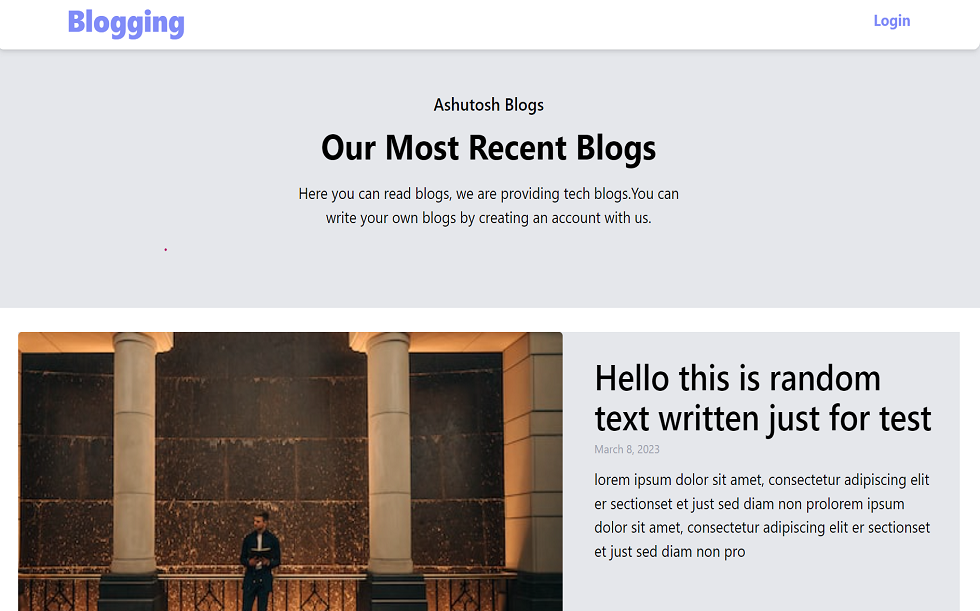 Blogging
Login
Ashutosh Blogs
Our Most Recent Blogs
Here you can read blogs, we are providing tech blogs.You can
write your own blogs by creating an account with us.
Hello this is random
text written just for test
March 8, 2023
lorem ipsum dolor sit amet, consectetur adipiscing elit
er sectionset et just sed diam non prolorem ipsum
dolor sit amet, consectetur adipiscing elit er sectionset
et just sed diam non pro